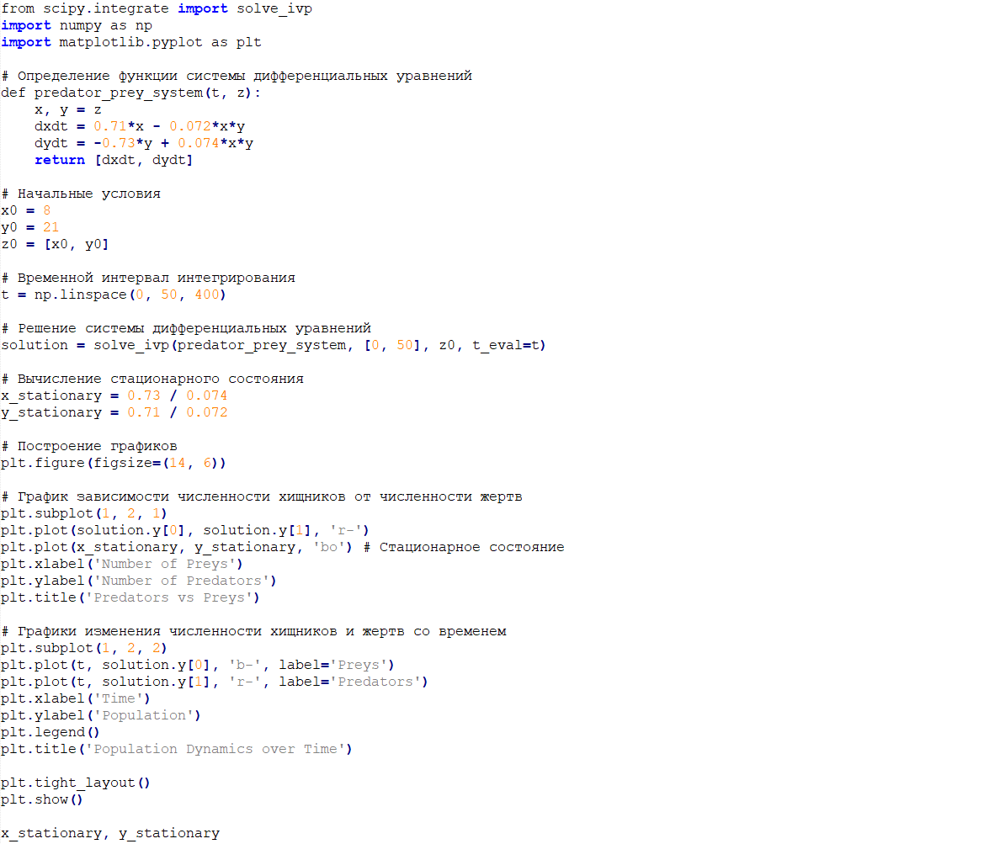 from scipy.integrate import solve_ivp
import numpy as np
import matplotlib.pyplot as plt
# Определение функции системы дифференциальных уравнений
def predator_prey_system(t, z):
    x, y = z
    dxdt = 0.71*x - 0.072*x*y
    dydt = -0.73*y + 0.074*x*y
    return [dxdt, dydt]
# Начальные условия
x0 = 8
y0 = 21
z0 = [x0, y0]
# Временной интервал интегрирования
t = np.linspace(0, 50, 400)
# Решение системы дифференциальных уравнений
solution = solve_ivp(predator_prey_system, [0, 50], z0, t_eval=t)
# Вычисление стационарного состояния
x_stationary = 0.73 / 0.074
y_stationary = 0.71 / 0.072
# Построение графиков
plt.figure(figsize=(14, 6))
# График зависимости численности хищников от численности жертв
plt.subplot(1, 2, 1)
plt.plot(solution.y[0], solution.y[1], 'r-')
plt.plot(x_stationary, y_stationary, 'bo') # Стационарное состояние
plt.xlabel('Number of Preys')
plt.ylabel('Number of Predators')
plt.title('Predators vs Preys')
# Графики изменения численности хищников и жертв со временем
plt.subplot(1, 2, 2)
plt.plot(t, solution.y[0], 'b-', label='Preys')
plt.plot(t, solution.y[1], 'r-', label='Predators')
plt.xlabel('Time')
plt.ylabel('Population')
plt.legend()
plt.title('Population Dynamics over Time')
plt.tight_layout()
plt.show()
x_stationary, y_stationary